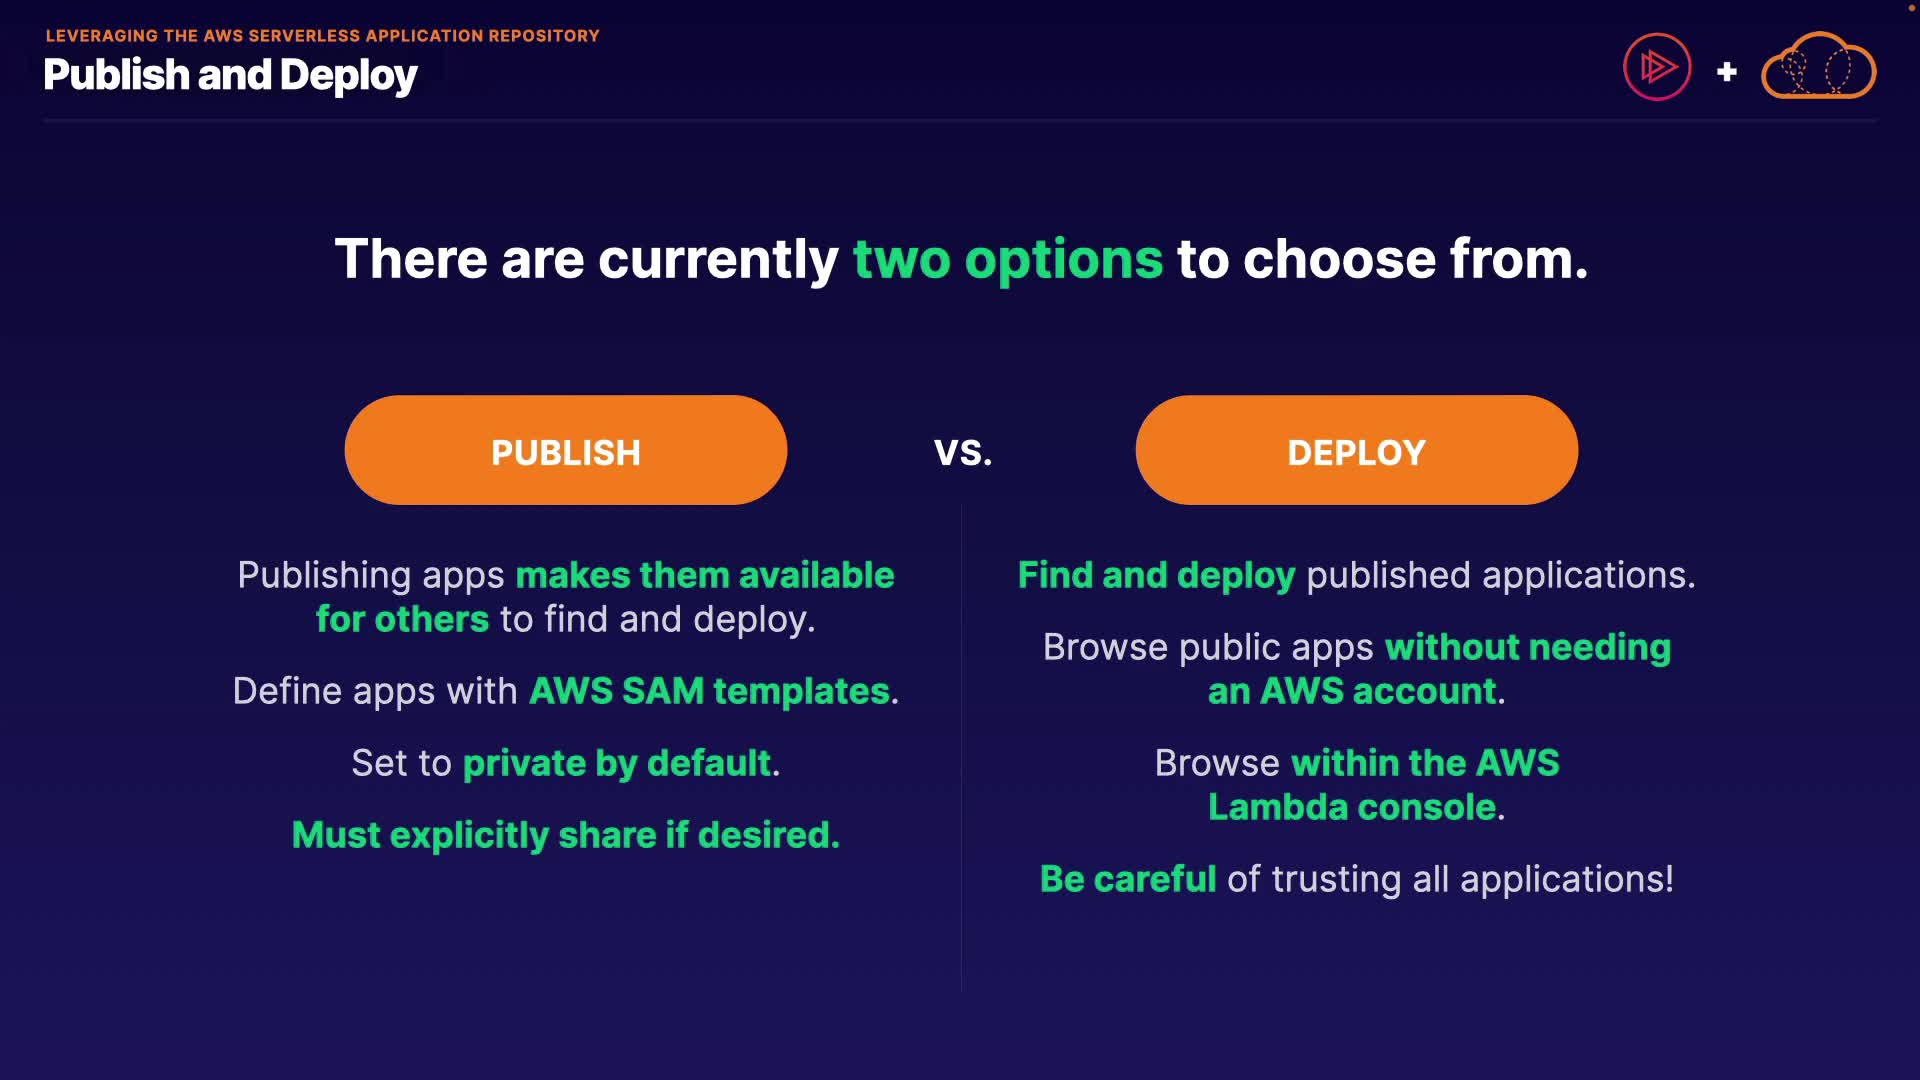 LEVERAGING THE AWS SERVERLESS APPLICATION REPOSITORY
Publish and Deploy
There are currently two options to choose from.
PUBLISH
VS.
DEPLOY
Publishing apps makes them available
for others to find and deploy.
Define apps with AWS SAM templates.
Set to private by default.
Must explicitly share if desired.
Find and deploy published applications.
Browse public apps without needing
an AWS account.
Browse within the AWS
Lambda console.
Be careful of trusting all applications!